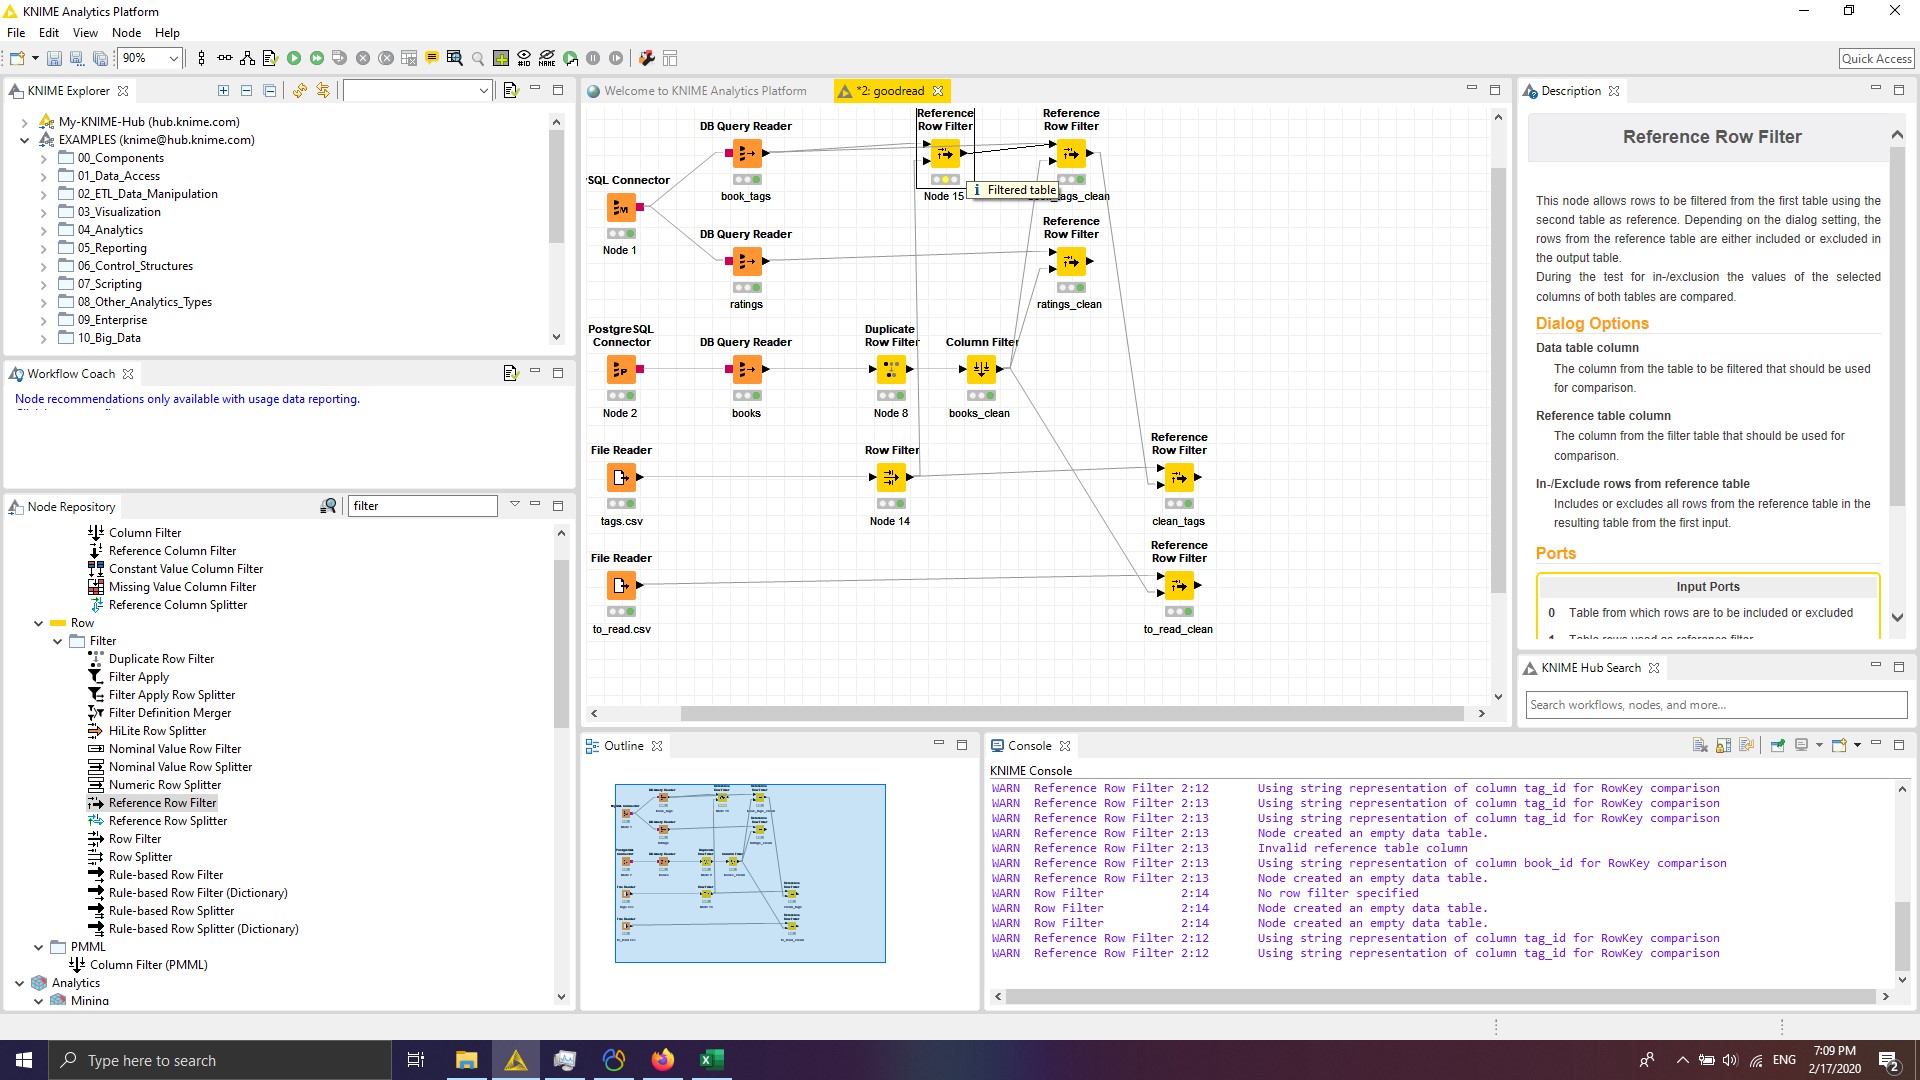 KNIME Analytics Platform
File Edit View Node Help
90%
Quick Access
KNIME Explorer
My-KNIME-Hub (hub.knime.com)
EXAMPLES (knime@hub.knime.com)
00_Components
01_Data_Access
02_ETL_Data_Manipulation
03_Visualization
04_Analytics
05_Reporting
06_Control_Structures
07_Scripting
08_Other_Analytics_Types
09_Enterprise
10_Big_Data
Workflow Coach
Node recommendations only available with usage data reporting.
Node Repository
filter
Column Filter
Reference Column Filter
Constant Value Column Filter
Missing Value Column Filter
Reference Column Splitter
Row
Filter
Duplicate Row Filter
Filter Apply
Filter Apply Row Splitter
Filter Definition Merger
HiLite Row Splitter
Nominal Value Row Filter
Nominal Value Row Splitter
Numeric Row Splitter
Reference Row Filter
Reference Row Splitter
Row Filter
Row Splitter
Rule-based Row Filter
Rule-based Row Filter (Dictionary)
Rule-based Row Splitter
Rule-based Row Splitter (Dictionary)
PMML
Column Filter (PMML)
Analytics
Mining
Welcome to KNIME Analytics Platform
*2: goodread
DB Query Reader
book_tags
Reference
Row Filter
Node 15
Filtered table
Reference
Row Filter
tags_clean
SQL Connector
Node 1
DB Query Reader
ratings
Reference
Row Filter
ratings_clean
PostgreSQL
Connector
Node 2
DB Query Reader
books
Duplicate
Row Filter
Node 8
Column Filter
books_clean
File Reader
tags.csv
Row Filter
Node 14
Reference
Row Filter
clean_tags
File Reader
to_read.csv
Reference
Row Filter
to_read_clean
Outline
Description
Reference Row Filter
This node allows rows to be filtered from the first table using the
second table as reference. Depending on the dialog setting, the
rows from the reference table are either included or excluded in
the output table.
During the test for in-/exclusion the values of the selected
columns of both tables are compared.
Dialog Options
Data table column
The column from the table to be filtered that should be used
for comparison.
Reference table column
The column from the filter table that should be used for
comparison.
In-/Exclude rows from reference table
Includes or excludes all rows from the reference table in the
resulting table from the first input.
Ports
Input Ports
0 Table from which rows are to be included or excluded
1 Table rows used as reference filter
KNIME Hub Search
Search workflows, nodes, and more...
Console
KNIME Console
WARN Reference Row Filter 2:12 Using string representation of column tag_id for RowKey comparison
WARN Reference Row Filter 2:13 Using string representation of column tag_id for RowKey comparison
WARN Reference Row Filter 2:13 Using string representation of column tag_id for RowKey comparison
WARN Reference Row Filter 2:13 Node created an empty data table.
WARN Reference Row Filter 2:13 Invalid reference table column
WARN Reference Row Filter 2:13 Using string representation of column book_id for RowKey comparison
WARN Reference Row Filter 2:13 Node created an empty data table.
WARN Row Filter 2:14 No row filter specified
WARN Row Filter 2:14 Node created an empty data table.
WARN Row Filter 2:14 Node created an empty data table.
WARN Reference Row Filter 2:12 Using string representation of column tag_id for RowKey comparison
WARN Reference Row Filter 2:12 Using string representation of column tag_id for RowKey comparison
Type here to search
ENG
7:09 PM
2/17/2020
2